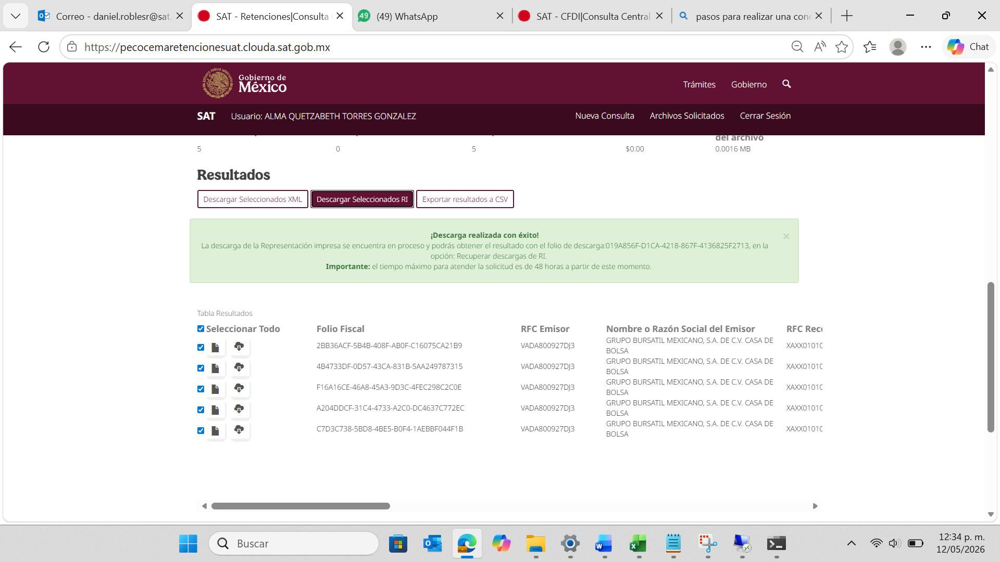 Correo - daniel.roblesr@sat.
SAT - Retenciones|Consulta
(49) WhatsApp
SAT - CFDI|Consulta Central
pasos para realizar una cone
https://pecocemaretencionesuat.clouda.sat.gob.mx
Chat
Gobierno de
México
Trámites
Gobierno
SAT
Usuario: ALMA QUETZABETH TORRES GONZALEZ
Nueva Consulta
Archivos Solicitados
Cerrar Sesión
del archivo
5
0
5
$0.00
0.0016 MB
Resultados
Descargar Seleccionados XML
Descargar Seleccionados RI
Exportar resultados a CSV
¡Descarga realizada con éxito!
La descarga de la Representación impresa se encuentra en proceso y podrás obtener el resultado con el folio de descarga:019A856F-D1CA-4218-867F-4136825F2713, en la
opción: Recuperar descargas de RI.
Importante: el tiempo máximo para atender la solicitud es de 48 horas a partir de este momento.
Tabla Resultados
Seleccionar Todo
Folio Fiscal
RFC Emisor
Nombre o Razón Social del Emisor
RFC Rece
2BB36ACF-5B4B-408F-AB0F-C16075CA21B9
VADA800927DJ3
GRUPO BURSATIL MEXICANO, S.A. DE C.V. CASA DE
BOLSA
XAXX01010
4B4733DF-0D57-43CA-831B-5AA249787315
VADA800927DJ3
GRUPO BURSATIL MEXICANO, S.A. DE C.V. CASA DE
BOLSA
XAXX01010
F16A16CE-46A8-45A3-9D3C-4FEC298C2C0E
VADA800927DJ3
GRUPO BURSATIL MEXICANO, S.A. DE C.V. CASA DE
BOLSA
XAXX01010
A204DDCF-31C4-4733-A2C0-DC4637C772EC
VADA800927DJ3
GRUPO BURSATIL MEXICANO, S.A. DE C.V. CASA DE
BOLSA
XAXX01010
C7D3C738-5BD8-4BE5-B0F4-1AEBBF044F1B
VADA800927DJ3
GRUPO BURSATIL MEXICANO, S.A. DE C.V. CASA DE
BOLSA
XAXX01010
Buscar
12:34 p. m.
12/05/2026